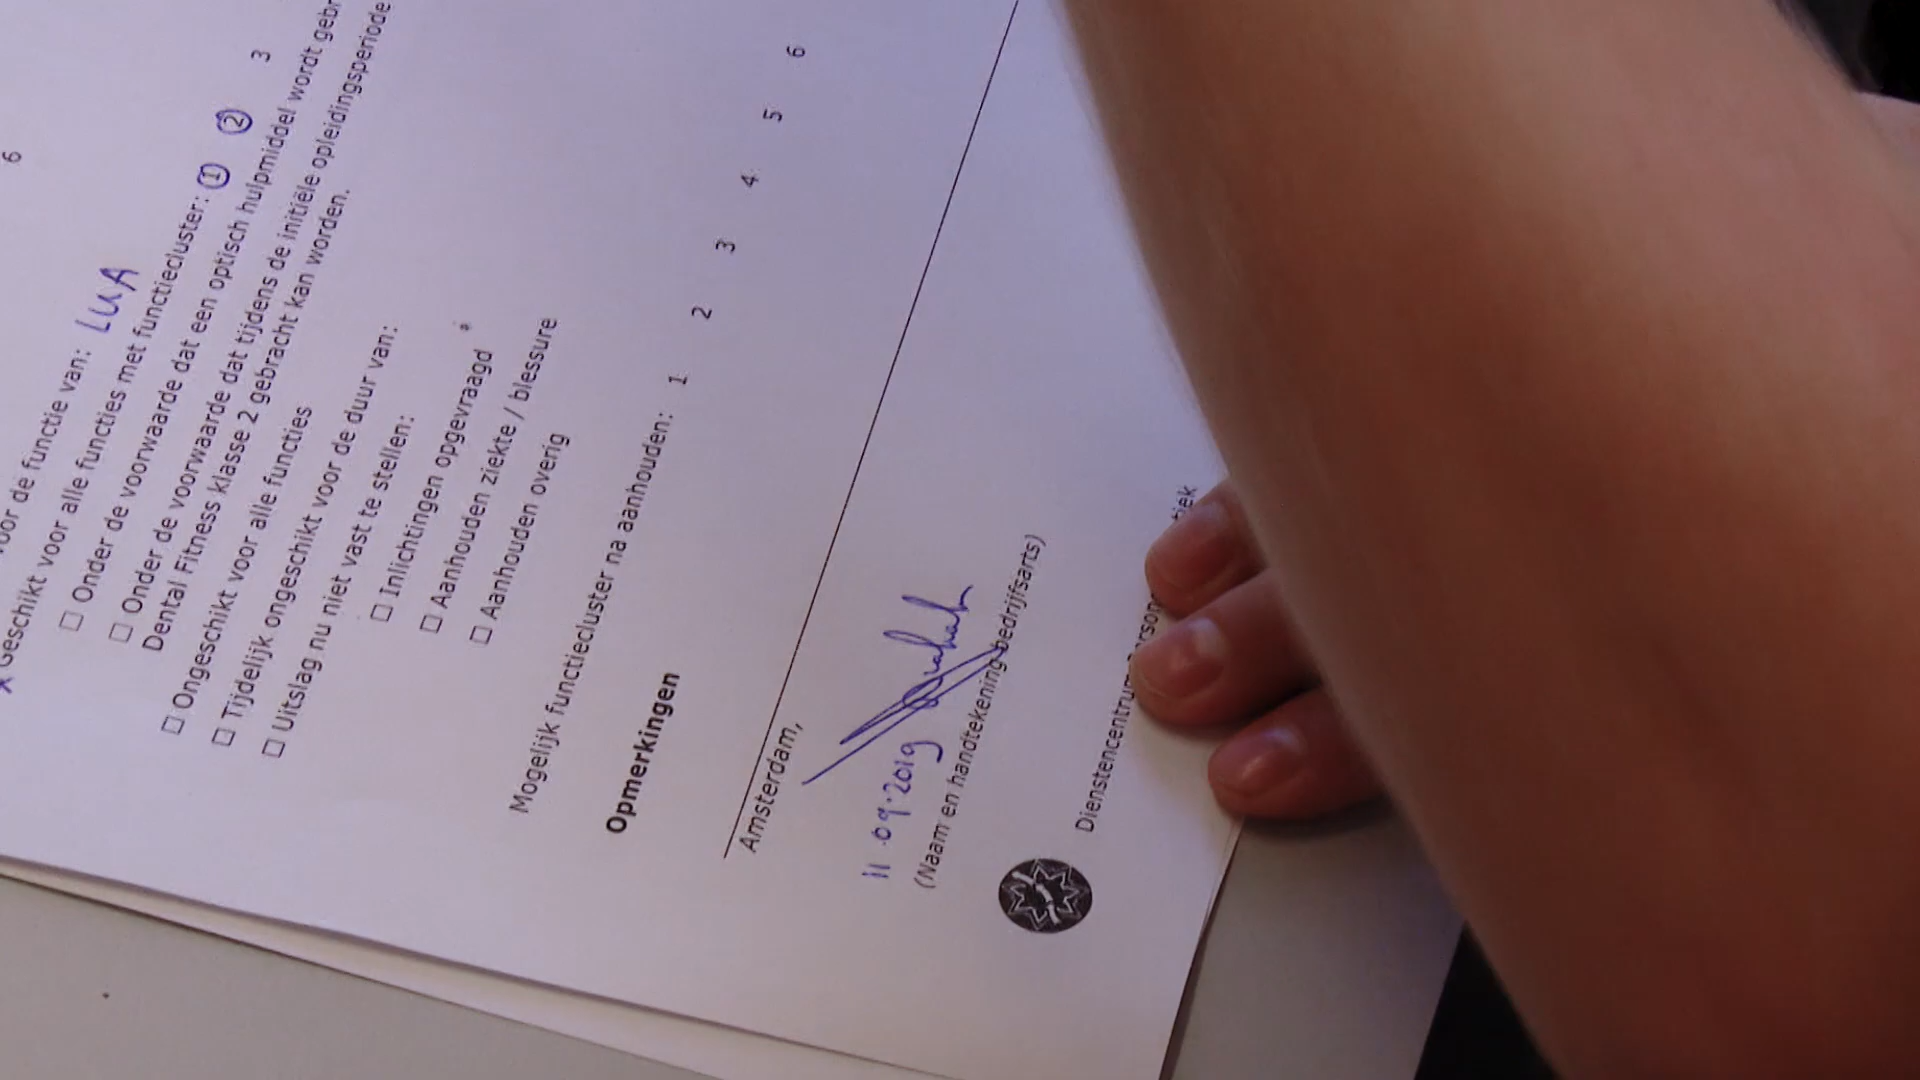 6
voor de functie van: LUA
x Geschikt voor alle functies met functiecluster: 1 2 3
☐ Onder de voorwaarde dat een optisch hulpmiddel wordt
☐ Onder de voorwaarde dat tijdens de initiële opleidingsperiode
Dental Fitness klasse 2 gebracht kan worden.
☐ Ongeschikt voor alle functies
☐ Tijdelijk ongeschikt voor de duur van:
☐ Uitslag nu niet vast te stellen:
☐ Inlichtingen opgevraagd
☐ Aanhouden ziekte / blessure
☐ Aanhouden overig
Mogelijk functiecluster na aanhouden: 1 2 3 4 5 6
Opmerkingen
Amsterdam,
11-09-2019
(Naam en handtekening bedrijfsarts)
Dienstencentrum